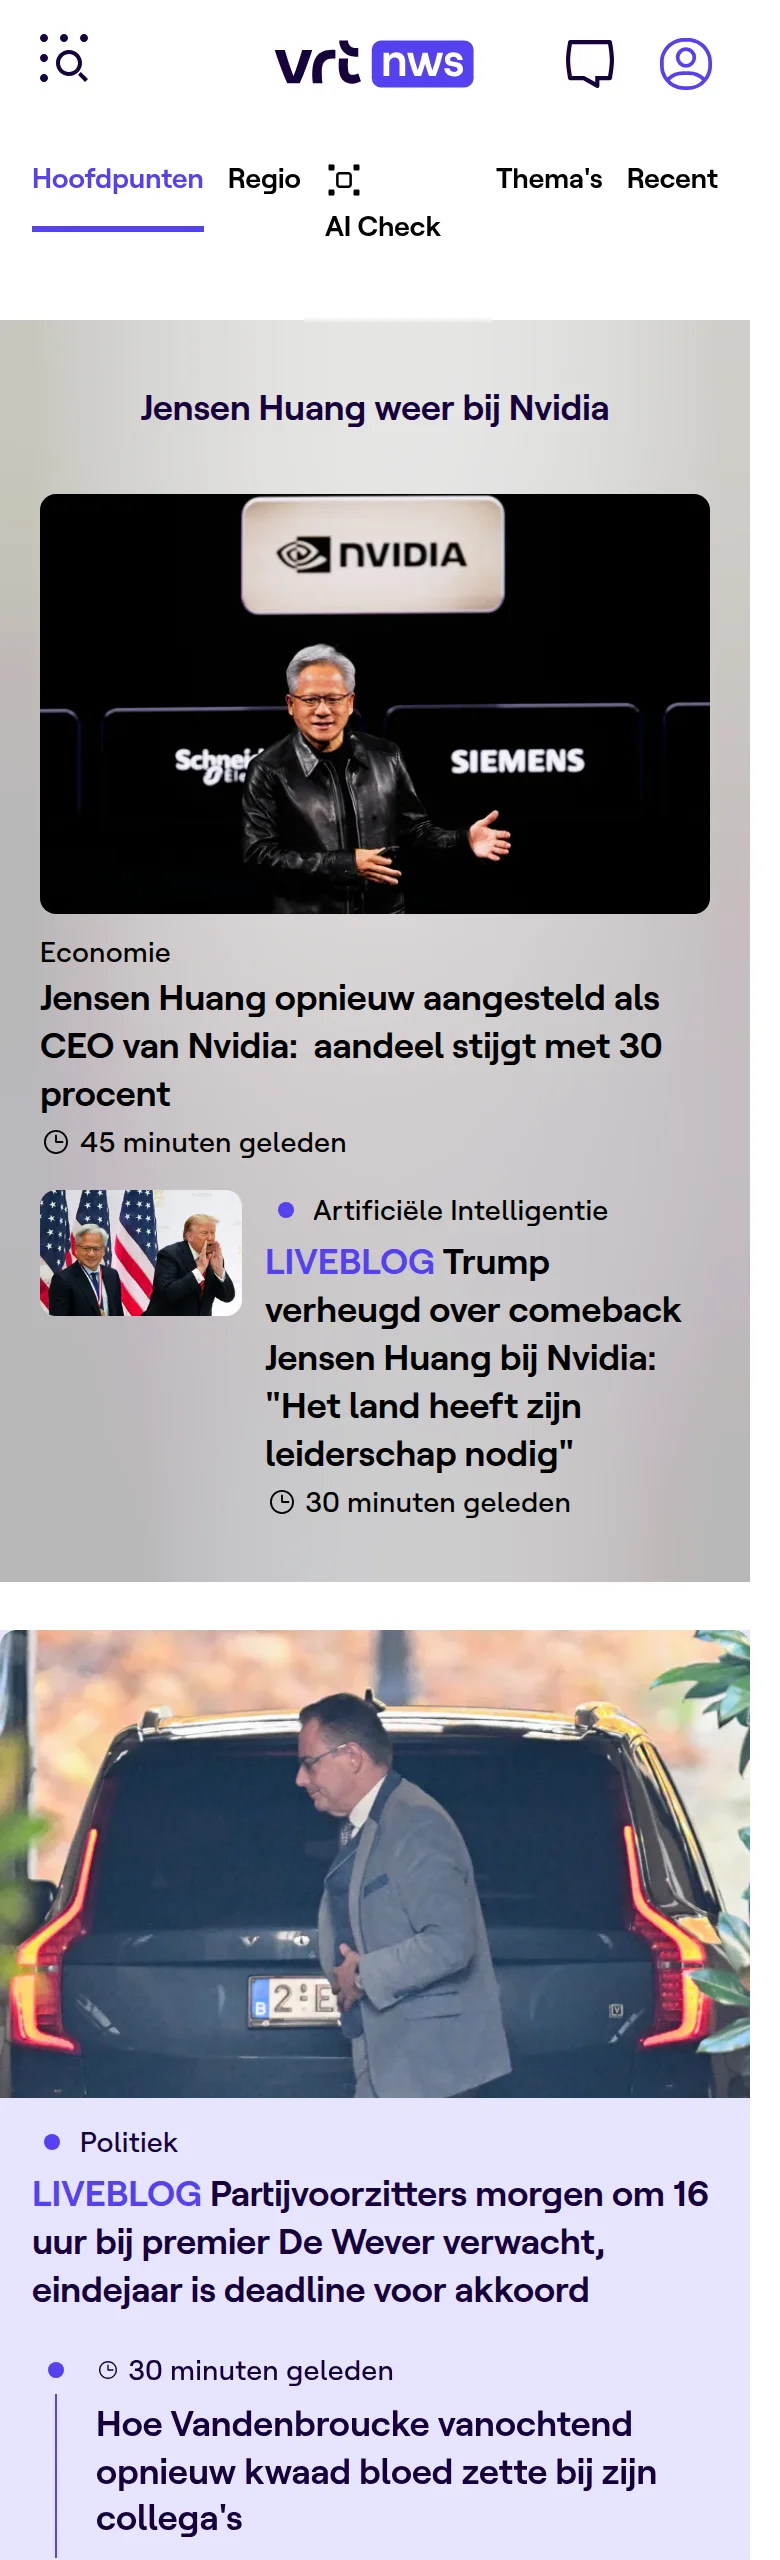 vrt nws
Hoofdpunten Regio AI Check Thema's Recent
Jensen Huang weer bij Nvidia
NVIDIA
SIEMENS
Economie
Jensen Huang opnieuw aangesteld als
CEO van Nvidia: aandeel stijgt met 30
procent
45 minuten geleden
Artificiële Intelligentie
LIVEBLOG Trump
verheugd over comeback
Jensen Huang bij Nvidia:
"Het land heeft zijn
leiderschap nodig"
30 minuten geleden
B 2·E
Politiek
LIVEBLOG Partijvoorzitters morgen om 16
uur bij premier De Wever verwacht,
eindejaar is deadline voor akkoord
30 minuten geleden
Hoe Vandenbroucke vanochtend
opnieuw kwaad bloed zette bij zijn
collega's